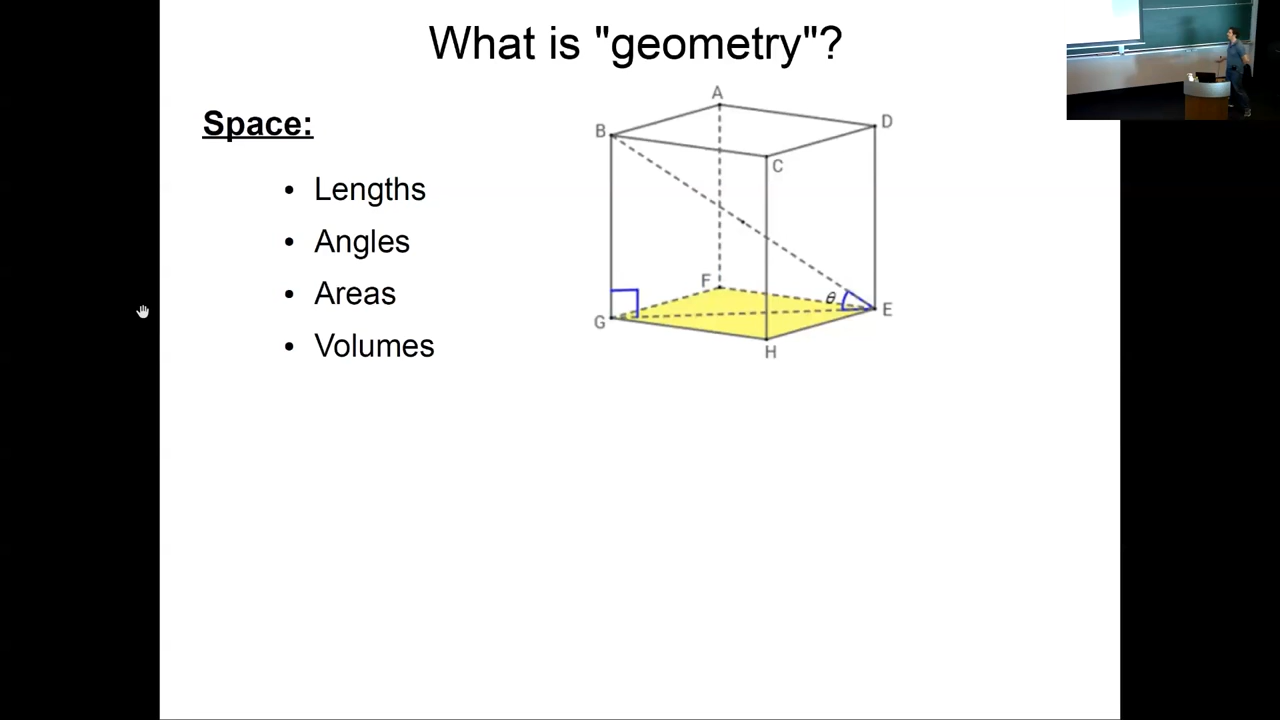 What is "geometry"?
Space:
• Lengths
• Angles
• Areas
• Volumes
A
B
D
C
F
θ
E
G
H